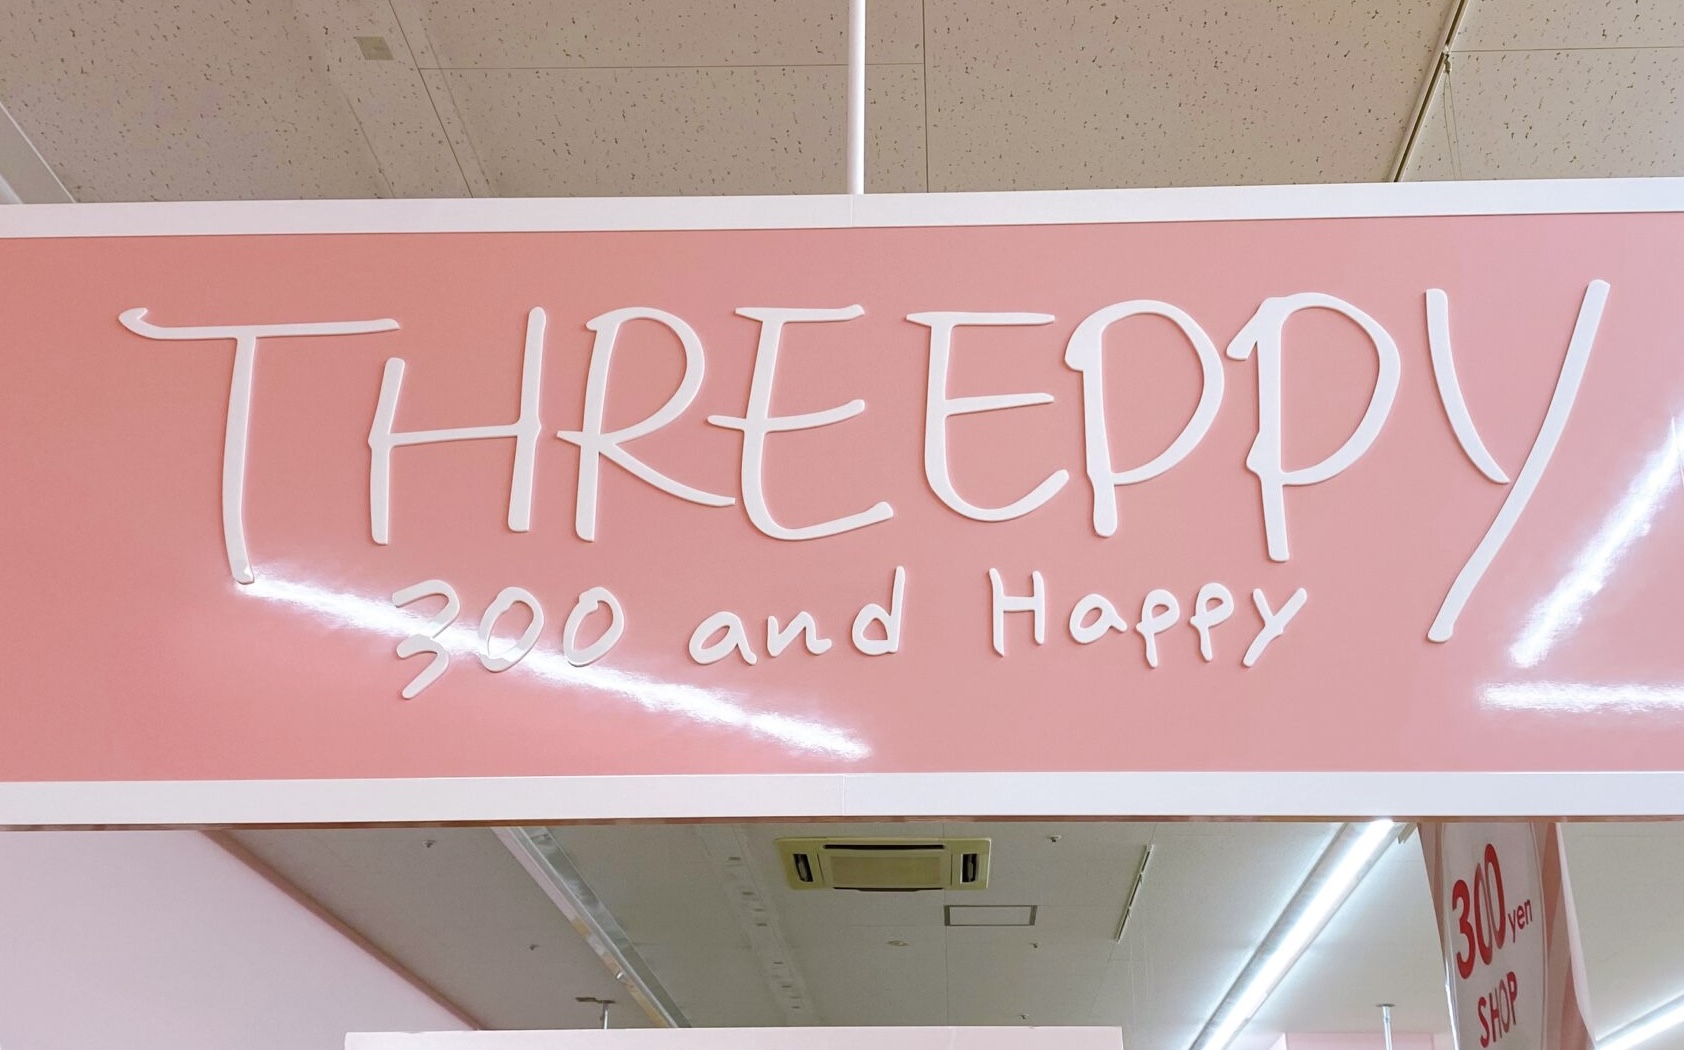 THREEPPY
300 and Happy
300yen
SHOP